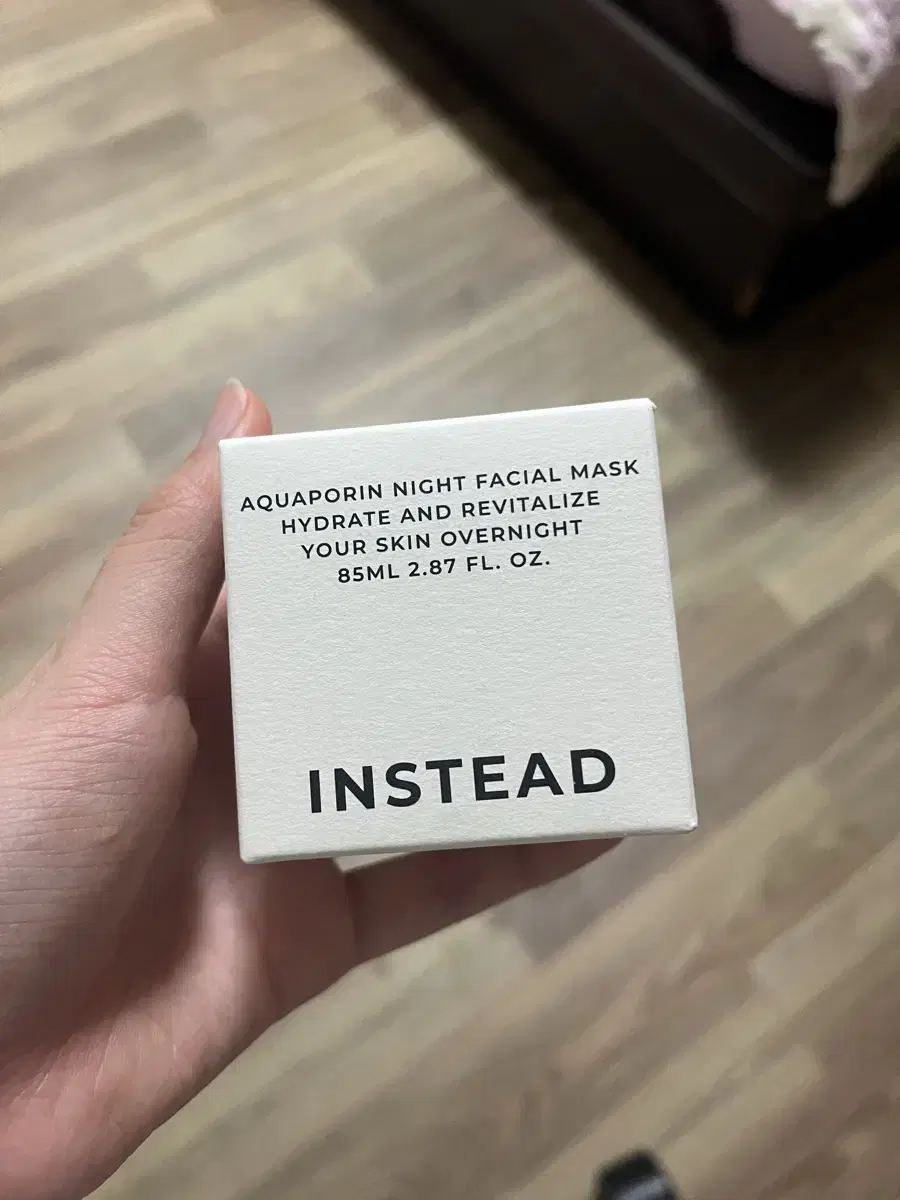 AQUAPORIN NIGHT FACIAL MASK
HYDRATE AND REVITALIZE
YOUR SKIN OVERNIGHT
85ML 2.87 FL. OZ.
INSTEAD